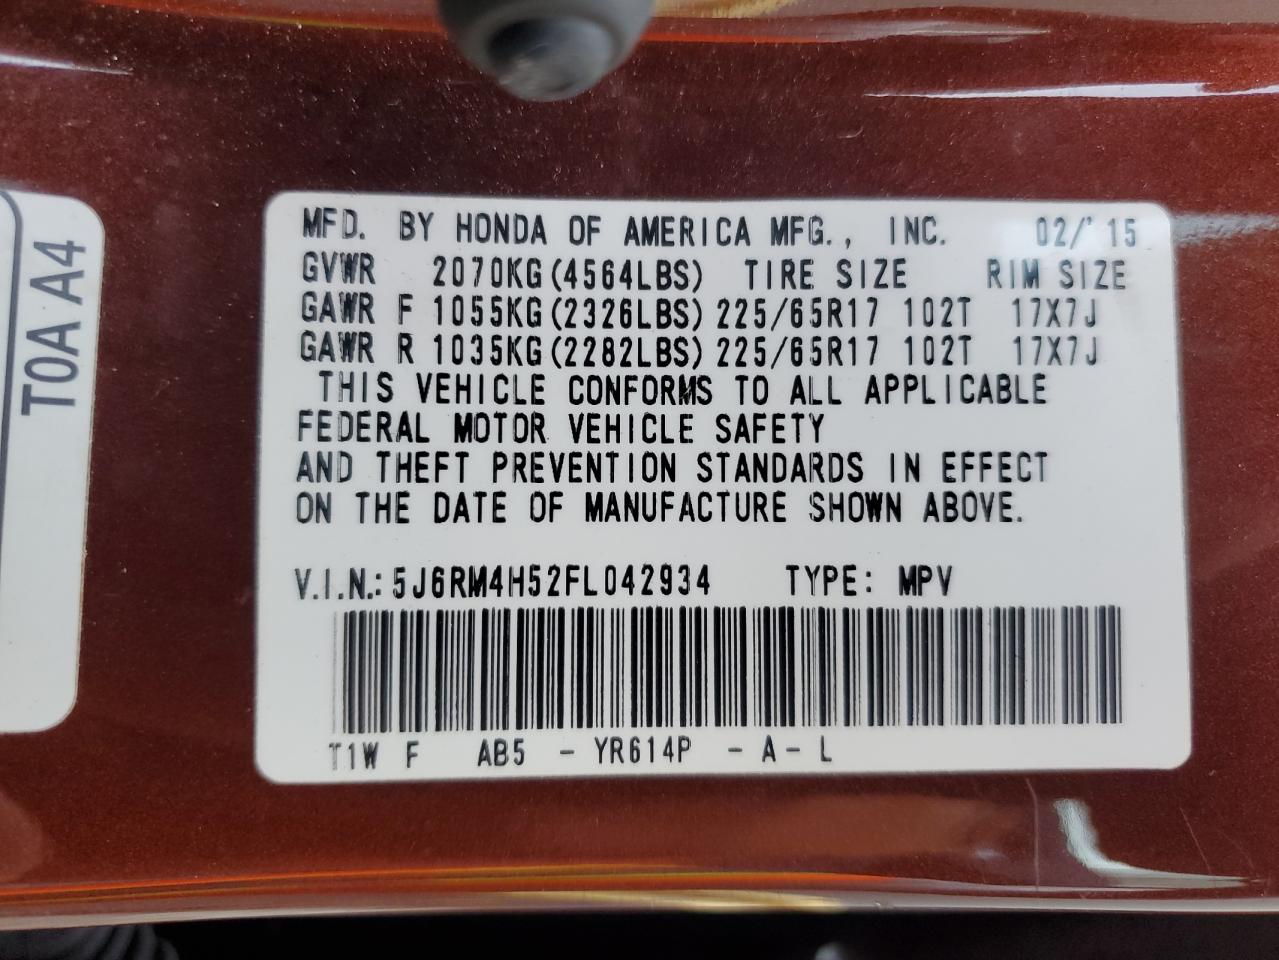 MFD. BY HONDA OF AMERICA MFG., INC. 02/'15
GVWR 2070KG(4564LBS) TIRE SIZE RIM SIZE
GAWR F 1055KG(2326LBS) 225/65R17 102T 17X7J
GAWR R 1035KG(2282LBS) 225/65R17 102T 17X7J
THIS VEHICLE CONFORMS TO ALL APPLICABLE
FEDERAL MOTOR VEHICLE SAFETY
AND THEFT PREVENTION STANDARDS IN EFFECT
ON THE DATE OF MANUFACTURE SHOWN ABOVE.
V.I.N.: 5J6RM4H52FL042934 TYPE: MPV
T1W F AB5 - YR614P - A - L
T0A A4